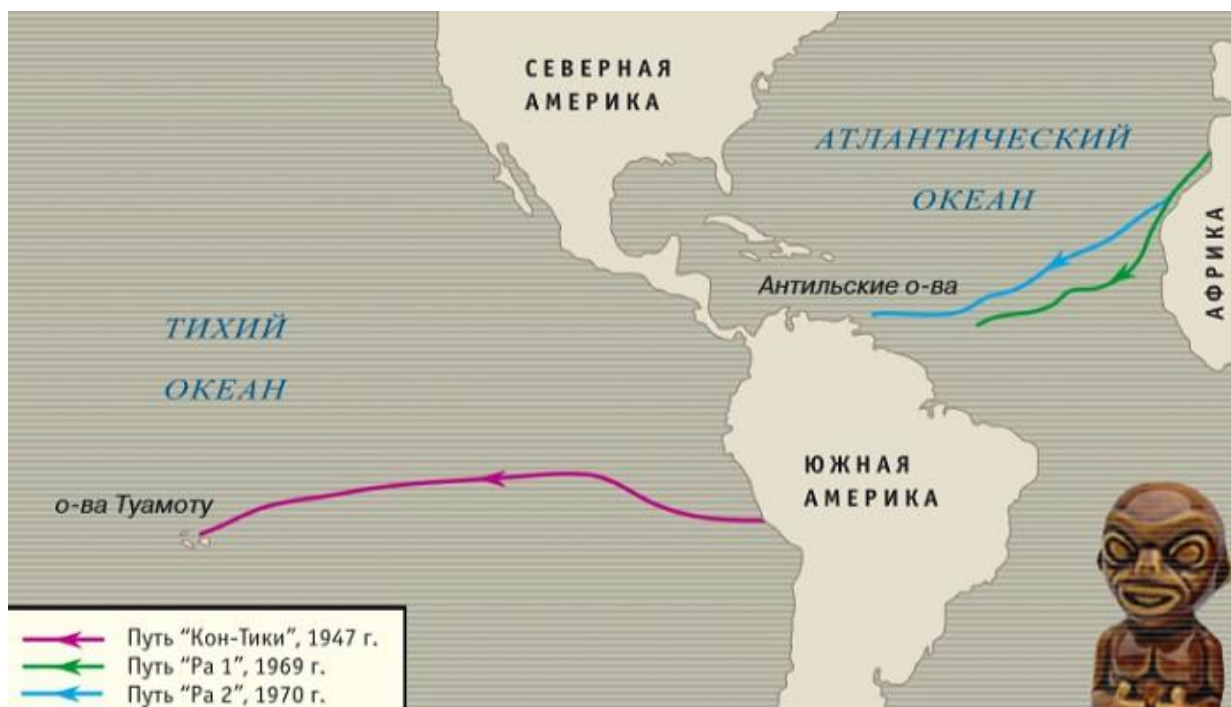 СЕВЕРНАЯ
АМЕРИКА
АТЛАНТИЧЕСКИЙ
ОКЕАН
АФРИКА
Антильские о-ва
ТИХИЙ
ОКЕАН
ЮЖНАЯ
АМЕРИКА
о-ва Туамоту
Путь "Кон-Тики", 1947 г.
Путь "Ра 1", 1969 г.
Путь "Ра 2", 1970 г.